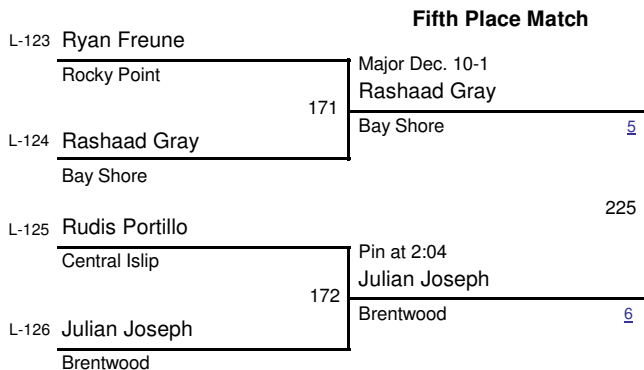 Fifth Place Match
L-123 Ryan Freune
Rocky Point
Major Dec. 10-1
171 Rashaad Gray
Bay Shore 5
L-124 Rashaad Gray
Bay Shore
225
L-125 Rudis Portillo
Central Islip
Pin at 2:04
172 Julian Joseph
Brentwood 6
L-126 Julian Joseph
Brentwood